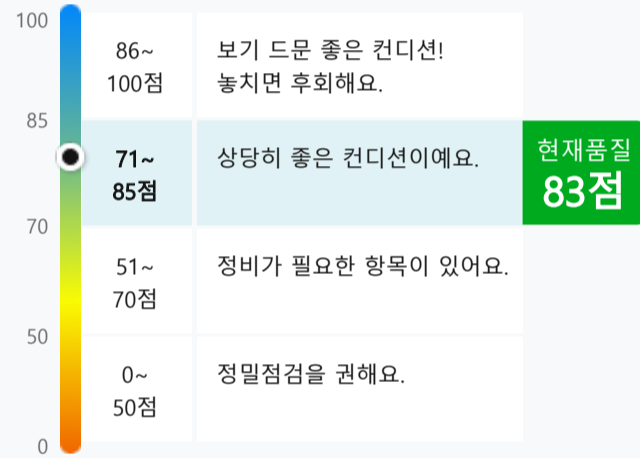 100
86~
100점
보기 드문 좋은 컨디션!
놓치면 후회해요.
85
71~
85점
상당히 좋은 컨디션이예요.
현재품질
83점
70
51~
70점
정비가 필요한 항목이 있어요.
50
0~
50점
정밀점검을 권해요.
0